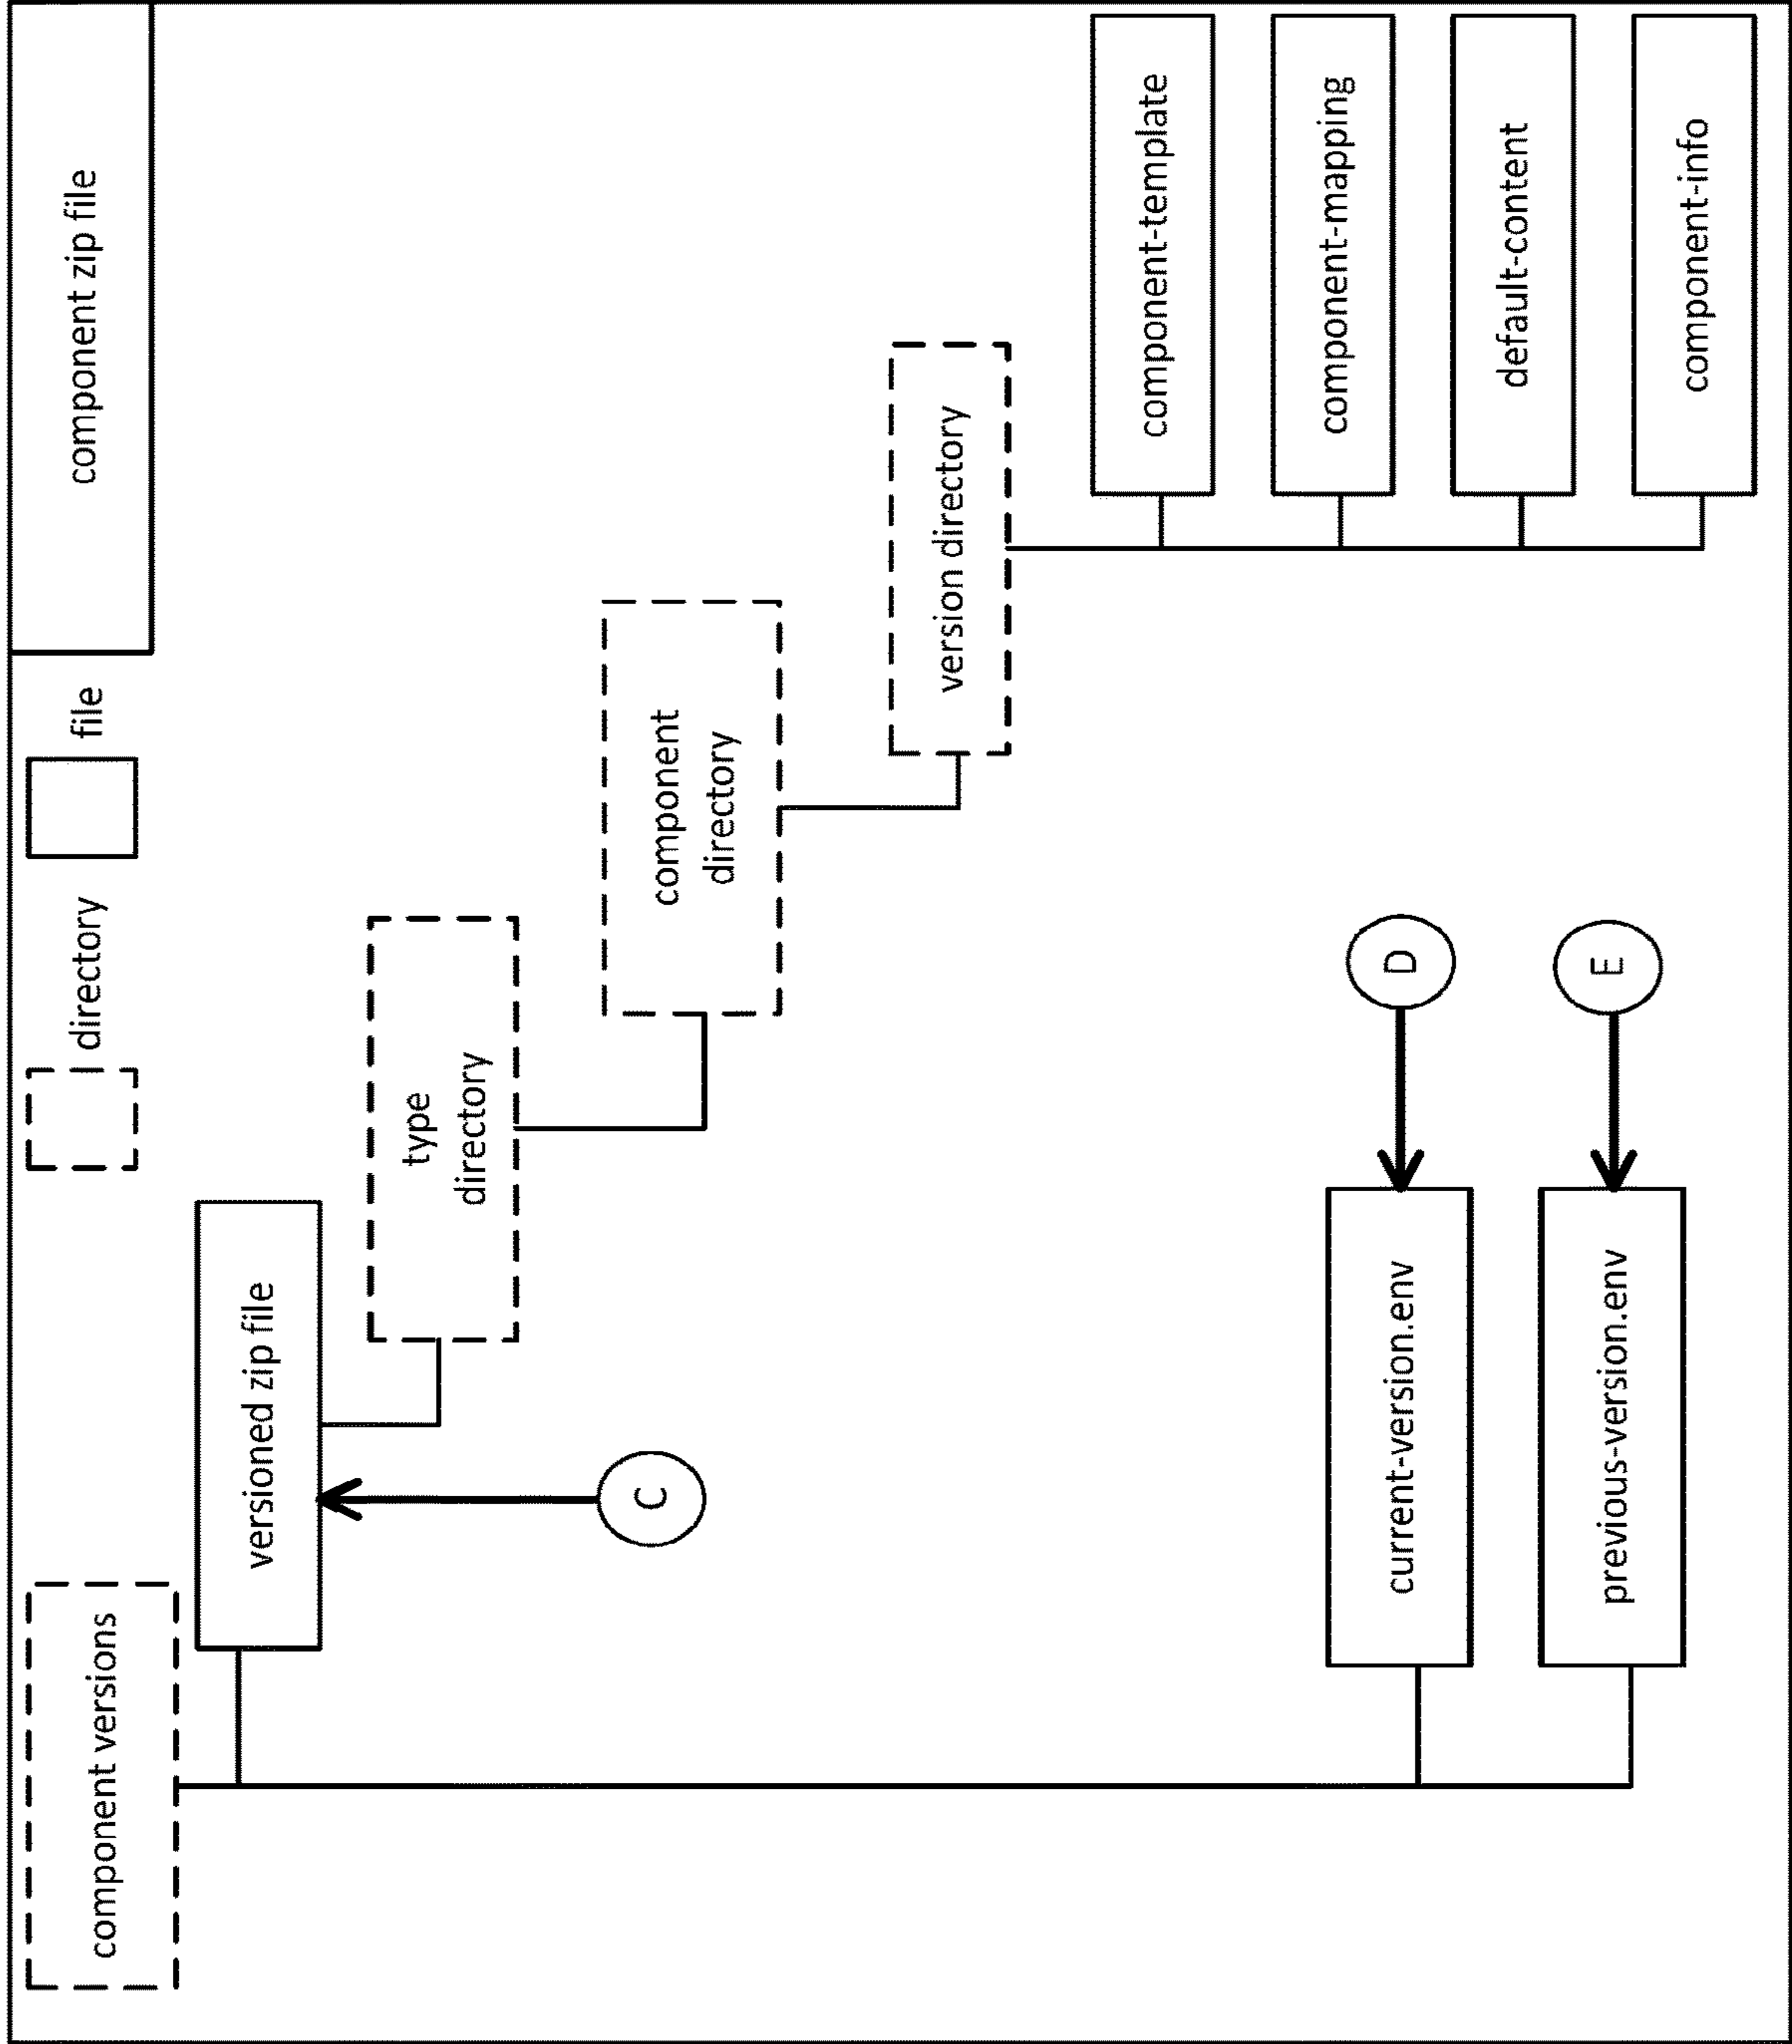 component versions
directory
file
component zip file
versioned zip file
C
type
directory
component
directory
version directory
component-template
component-mapping
default-content
component-info
current-version.env
D
previous-version.env
E